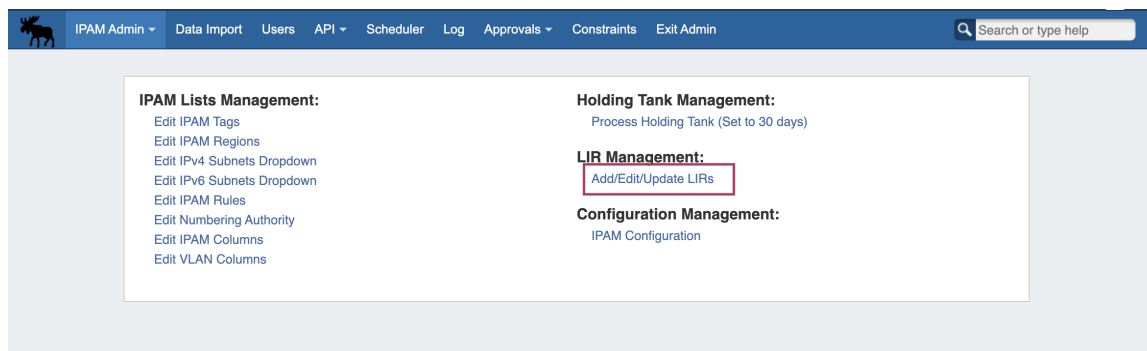 IPAM Admin Data Import Users API Scheduler Log Approvals Constraints Exit Admin Search or type help
IPAM Lists Management:
Edit IPAM Tags
Edit IPAM Regions
Edit IPv4 Subnets Dropdown
Edit IPv6 Subnets Dropdown
Edit IPAM Rules
Edit Numbering Authority
Edit IPAM Columns
Edit VLAN Columns
Holding Tank Management:
Process Holding Tank (Set to 30 days)
LIR Management:
Add/Edit/Update LIRs
Configuration Management:
IPAM Configuration